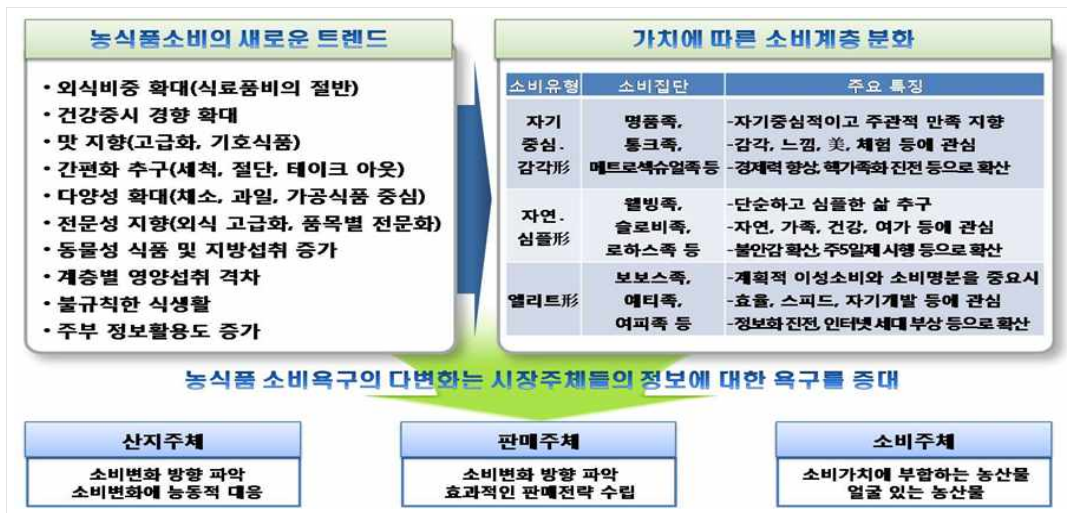 농식품소비의 새로운 트렌드
• 외식비중 확대(식료품비의 절반)
• 건강중시 경향 확대
• 맛 지향(고급화, 기호식품)
• 간편화 추구(세척, 절단, 테이크 아웃)
• 다양성 확대(채소, 과일, 가공식품 중심)
• 전문성 지향(외식 고급화, 품목별 전문화)
• 동물성 식품 및 지방섭취 증가
• 계층별 영양섭취 격차
• 불규칙한 식생활
• 주부 정보활용도 증가
가치에 따른 소비계층 분화
소비유형 소비집단 주요 특징
자기 명품족, -자기중심적이고 주관적 만족 지향
중심. 통크족, -감각, 느낌, 美, 체험 등에 관심
감각形 메트로섹슈얼족 등 -경제력 향상, 핵가족화 진전 등으로 확산
자연. 웰빙족, -단순하고 심플한 삶 추구
심플形 슬로비족, -자연, 가족, 건강, 여가 등에 관심
로하스족 등 -불안감 확산, 주5일제 시행 등으로 확산
보보스족, -계획적 이성소비와 소비명분을 중요시
엘리트形 예티족, -효율, 스피드, 자기개발 등에 관심
여피족 등 -정보화 진전, 인터넷 세대 부상 등으로 확산
농식품 소비욕구의 다변화는 시장주체들의 정보에 대한 욕구를 증대
산지주체
소비변화 방향 파악
소비변화에 능동적 대응
판매주체
소비변화 방향 파악
효과적인 판매전략 수립
소비주체
소비가치에 부합하는 농산물
얼굴 있는 농산물